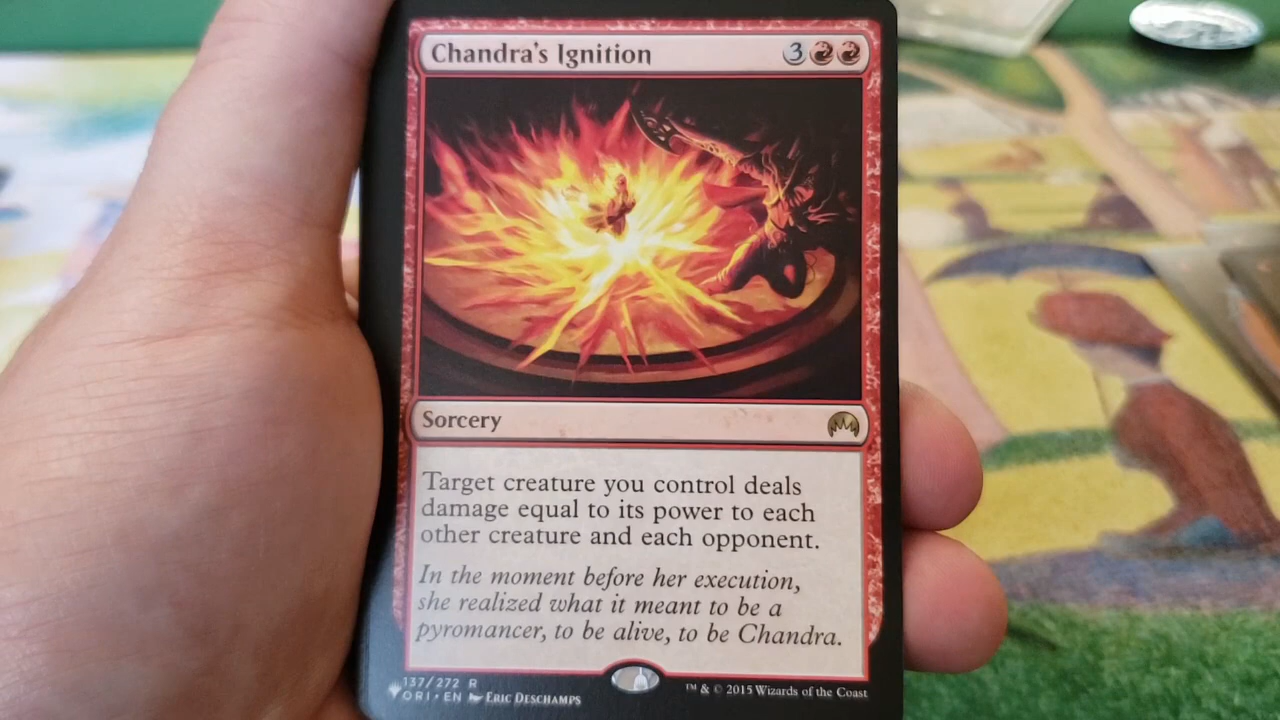 Chandra's Ignition 3
Sorcery
Target creature you control deals
damage equal to its power to each
other creature and each opponent.
In the moment before her execution,
she realized what it meant to be a
pyromancer, to be alive, to be Chandra.
137/272 R
ORI • EN ERIC DESCHAMPS
™ & © 2015 Wizards of the Coast